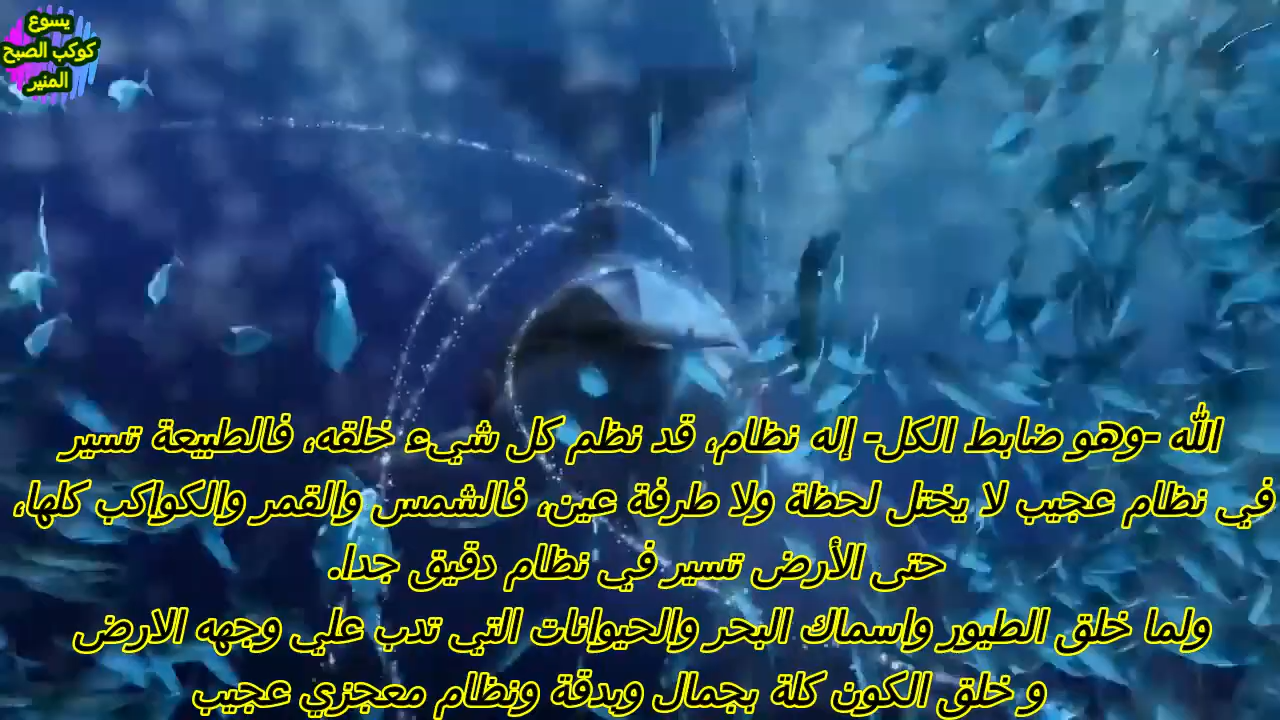 يسوع
كوكب الصبح
المنير
الله -وهو ضابط الكل- إله نظام، قد نظم كل شيء خلقه، فالطبيعة تسير
في نظام عجيب لا يختل لحظة ولا طرفة عين، فالشمس والقمر والكواكب كلها،
حتى الأرض تسير في نظام دقيق جدا.
ولما خلق الطيور واسماك البحر والحيوانات التي تدب علي وجهه الارض
و خلق الكون كلة بجمال وبدقة ونظام معجزي عجيب